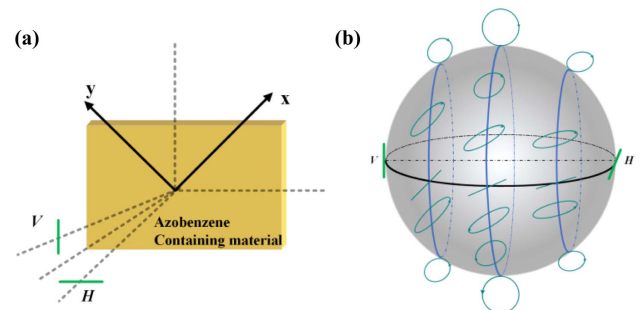 (a)
y
x
V
Azobenzene
Containing material
H
(b)
V
H